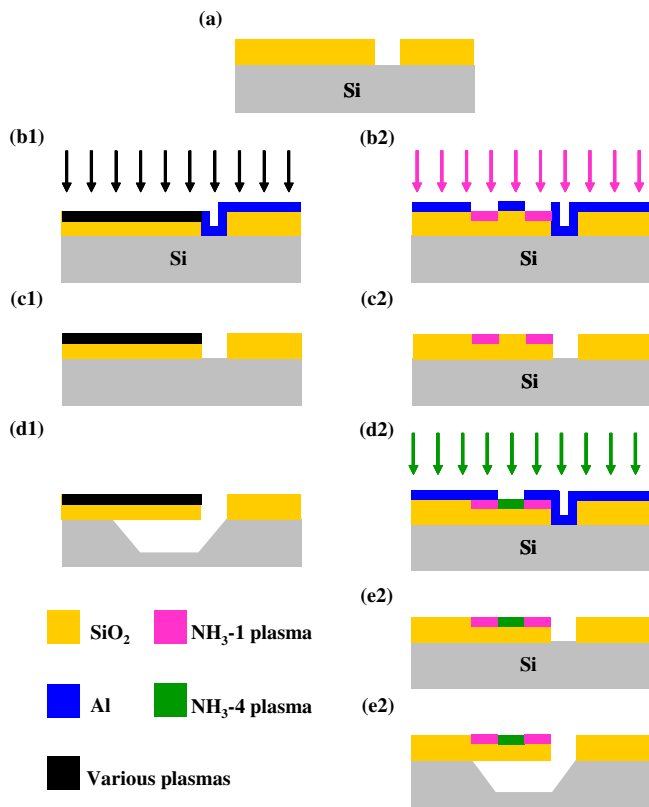 (a)
Si
(b1)
(b2)
Si
(c1)
(c2)
Si
(d1)
(d2)
Si
(e2)
SiO₂
NH₃-1 plasma
Si
Al
NH₃-4 plasma
(e2)
Various plasmas